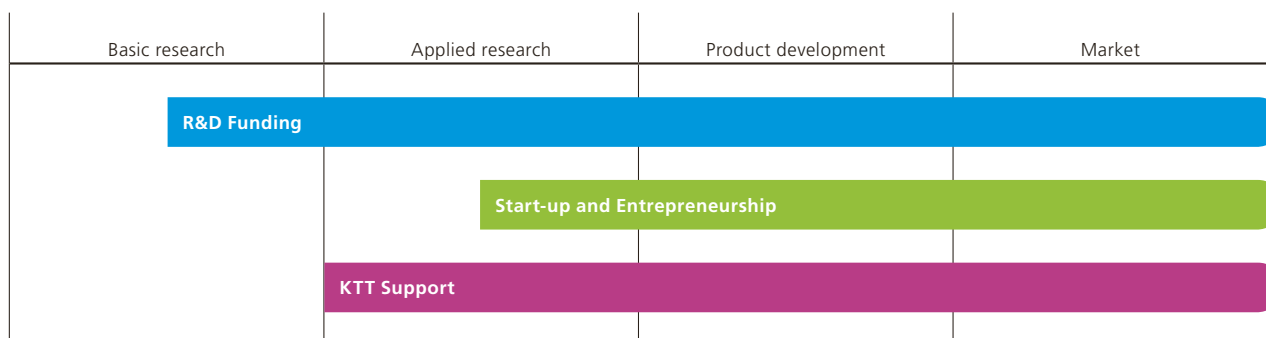 Basic research Applied research Product development Market
R&D Funding
Start-up and Entrepreneurship
KTT Support